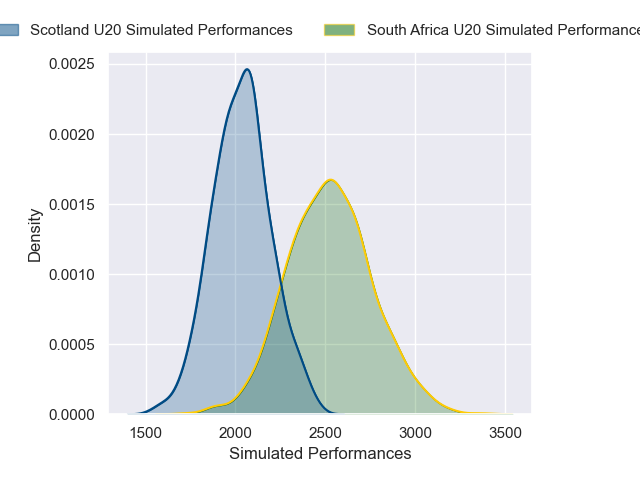 Scotland U20 Simulated Performances
South Africa U20 Simulated Performance
0.0025
0.0020
0.0015
0.0010
0.0005
0.0000
Density
1500 2000 2500 3000 3500
Simulated Performances